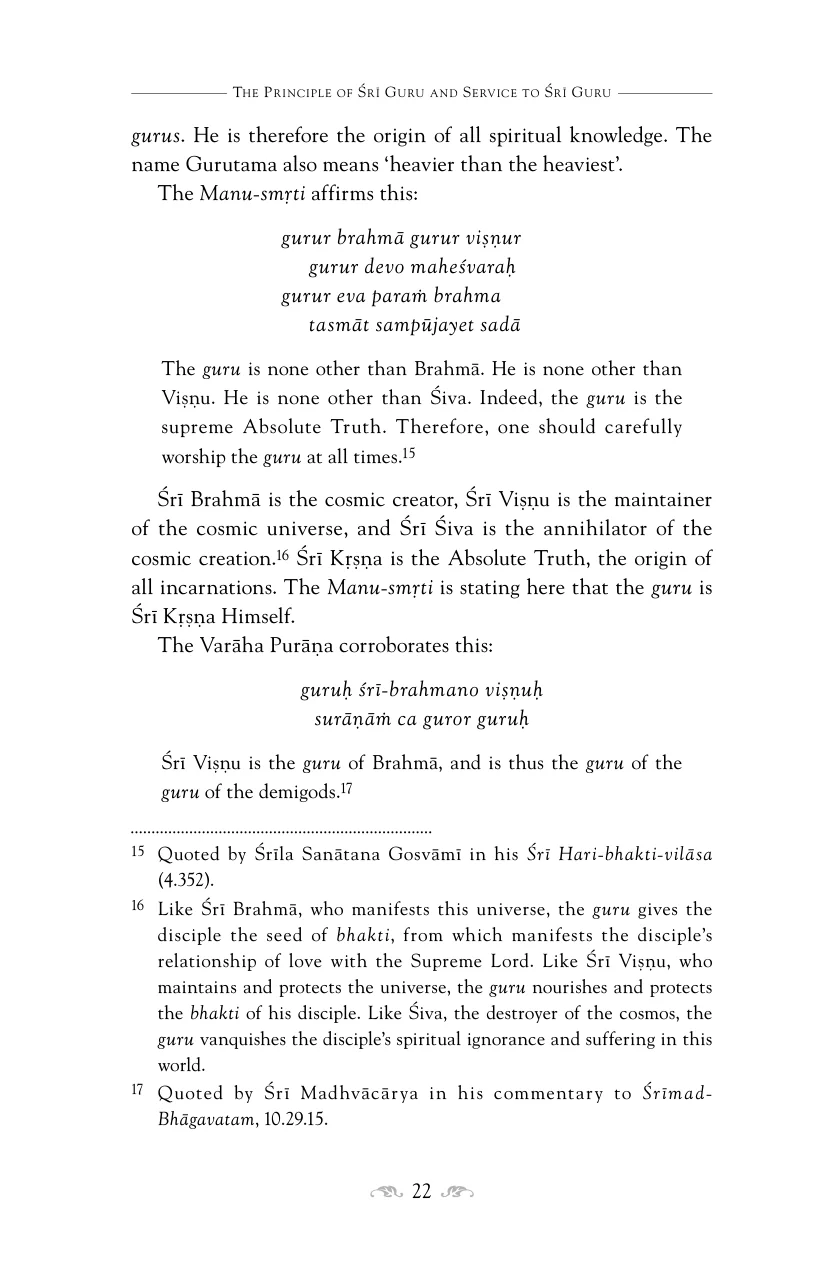 The Principle of Śrī Guru and Service to Śrī Guru
gurus. He is therefore the origin of all spiritual knowledge. The
name Gurutama also means ‘heavier than the heaviest’.
The Manu-smṛti affirms this:
gurur brahmā gurur viṣṇur
gurur devo maheśvaraḥ
gurur eva paraṁ brahma
tasmāt sampūjayet sadā
The guru is none other than Brahmā. He is none other than
Viṣṇu. He is none other than Śiva. Indeed, the guru is the
supreme Absolute Truth. Therefore, one should carefully
worship the guru at all times.15
Śrī Brahmā is the cosmic creator, Śrī Viṣṇu is the maintainer
of the cosmic universe, and Śrī Śiva is the annihilator of the
cosmic creation.16 Śrī Kṛṣṇa is the Absolute Truth, the origin of
all incarnations. The Manu-smṛti is stating here that the guru is
Śrī Kṛṣṇa Himself.
The Varāha Purāṇa corroborates this:
guruḥ śrī-brahmano viṣṇuḥ
surāṇāṁ ca guror guruḥ
Śrī Viṣṇu is the guru of Brahmā, and is thus the guru of the
guru of the demigods.17
15 Quoted by Śrīla Sanātana Gosvāmī in his Śrī Hari-bhakti-vilāsa
(4.352).
16 Like Śrī Brahmā, who manifests this universe, the guru gives the
disciple the seed of bhakti, from which manifests the disciple’s
relationship of love with the Supreme Lord. Like Śrī Viṣṇu, who
maintains and protects the universe, the guru nourishes and protects
the bhakti of his disciple. Like Śiva, the destroyer of the cosmos, the
guru vanquishes the disciple’s spiritual ignorance and suffering in this
world.
17 Quoted by Śrī Madhvācārya in his commentary to Śrīmad-
Bhāgavatam, 10.29.15.
22